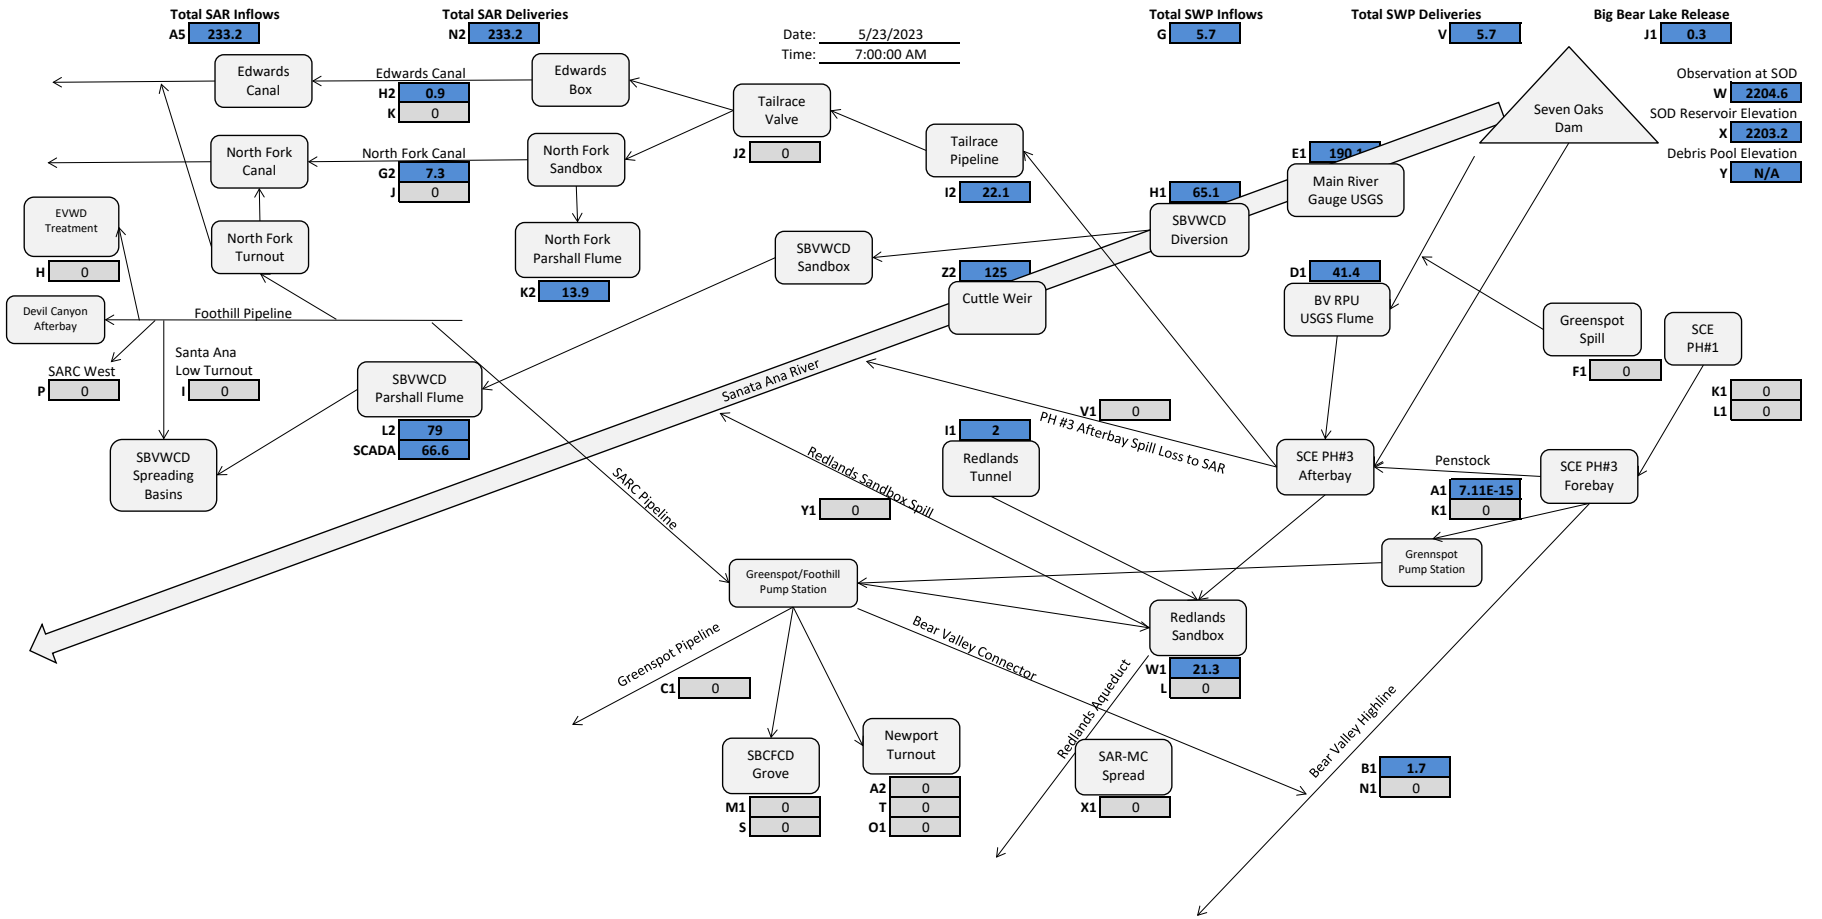 Total SAR Inflows
A5 233.2
Total SAR Deliveries
N2 233.2
Date: 5/23/2023
Time: 7:00:00 AM
Total SWP Inflows
G 5.7
Total SWP Deliveries
V 5.7
Big Bear Lake Release
J1 0.3
Observation at SOD
W 2204.6
SOD Reservoir Elevation
X 2203.2
Debris Pool Elevation
Y N/A
Seven Oaks
Dam
Edwards
Canal
Edwards Canal
H2 0.9
K 0
Edwards
Box
Tailrace
Valve
J2 0
Tailrace
Pipeline
I2 22.1
North Fork
Canal
North Fork Canal
G2 7.3
J 0
North Fork
Sandbox
E1
Main River
Gauge USGS
H1 65.1
SBVWCD
Diversion
EVWD
Treatment
H 0
North Fork
Turnout
North Fork
Parshall Flume
K2 13.9
SBVWCD
Sandbox
Z2 125
Cuttle Weir
D1 41.4
BV RPU
USGS Flume
Greenspot
Spill
F1 0
SCE
PH#1
K1 0
L1 0
Devil Canyon
Afterbay
Foothill Pipeline
SARC West
P 0
Santa Ana
Low Turnout
I 0
SBVWCD
Parshall Flume
L2 79
SCADA 66.6
SBVWCD
Spreading
Basins
Sanata Ana River
V1 0
PH #3 Afterbay Spill Loss to SAR
I1 2
Redlands
Tunnel
Redlands Sandbox Spill
Y1 0
SARC Pipeline
SCE PH#3
Afterbay
Penstock
A1 7.11E-15
K1 0
SCE PH#3
Forebay
Grennspot
Pump Station
Greenspot/Foothill
Pump Station
Redlands
Sandbox
W1 21.3
L 0
Greenspot Pipeline
C1 0
Bear Valley Connector
Redlands Aqueduct
Bear Valley Highline
SBCFCD
Grove
M1 0
S 0
Newport
Turnout
A2 0
T 0
O1 0
SAR-MC
Spread
X1 0
B1 1.7
N1 0